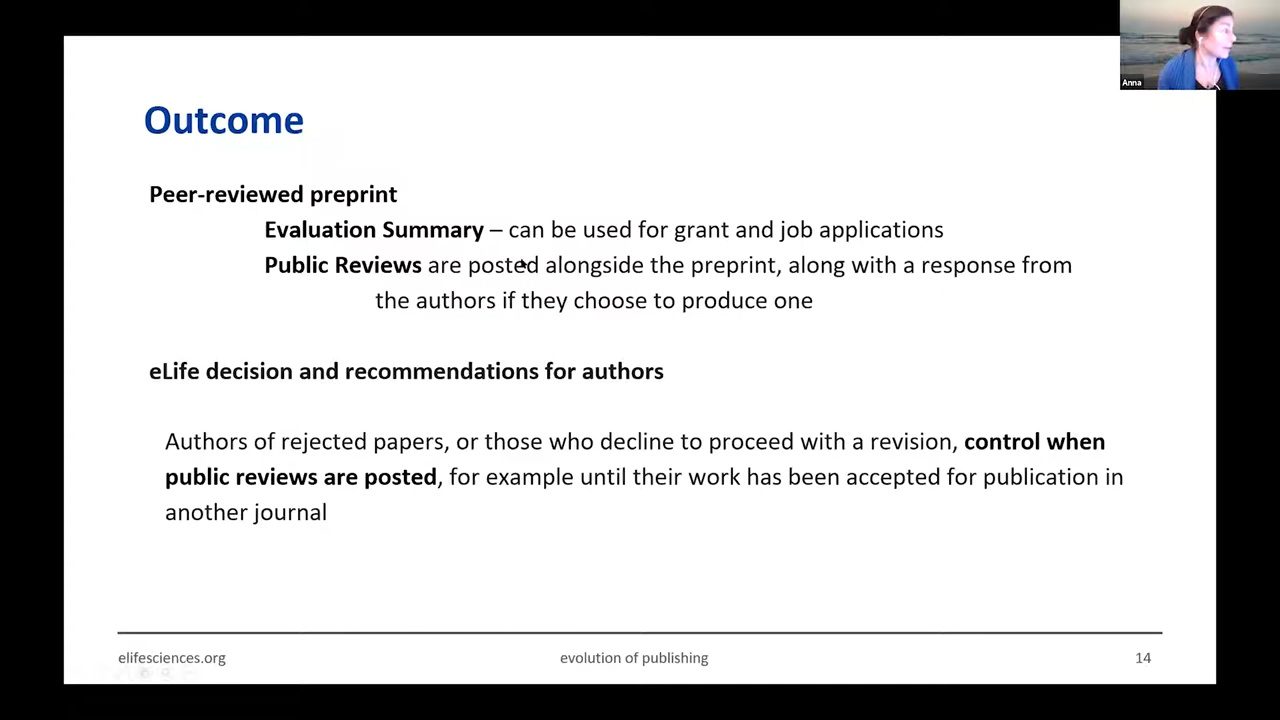 Anna
Outcome
Peer-reviewed preprint
Evaluation Summary – can be used for grant and job applications
Public Reviews are posted alongside the preprint, along with a response from
the authors if they choose to produce one
eLife decision and recommendations for authors
Authors of rejected papers, or those who decline to proceed with a revision, control when
public reviews are posted, for example until their work has been accepted for publication in
another journal
elifesciences.org
evolution of publishing
14